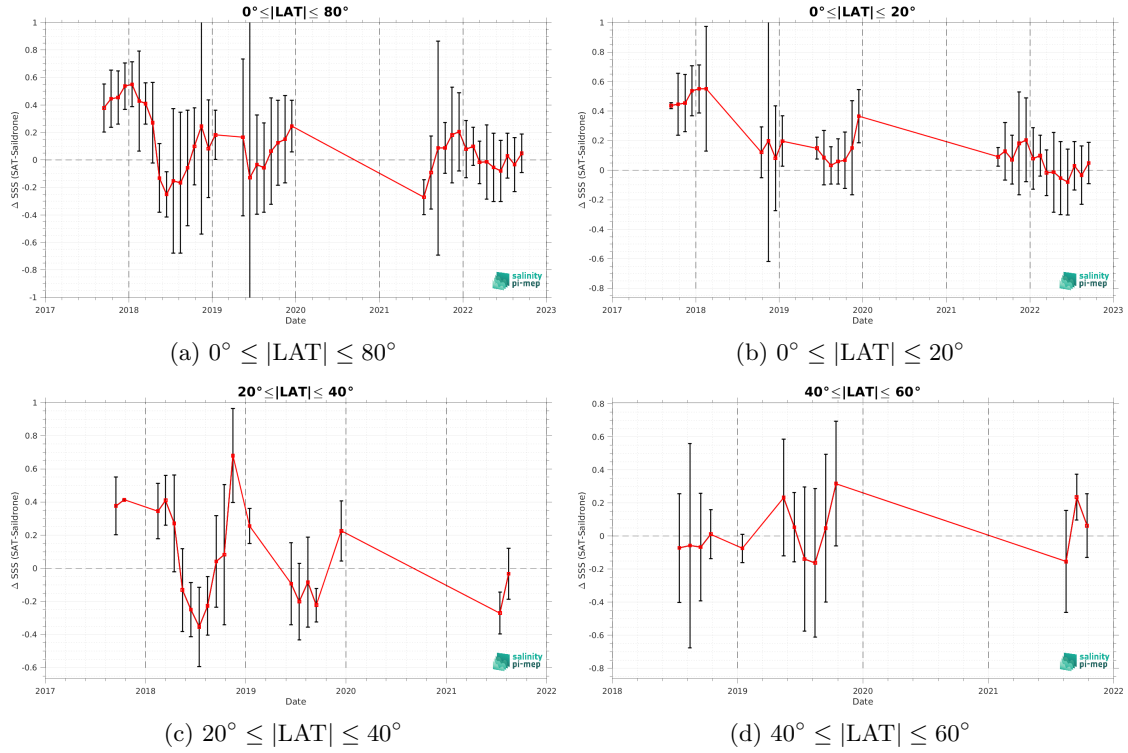 0°≤|LAT|≤ 80°
1
0.8
0.6
0.4
0.2
0
-0.2
-0.4
-0.6
-0.8
-1
Δ SSS (SAT-Saildrone)
2017 2018 2019 2020 2021 2022 2023
Date
salinity
pi-mep
(a) 0° ≤ |LAT| ≤ 80°
0°≤|LAT|≤ 20°
1
0.8
0.6
0.4
0.2
0
-0.2
-0.4
-0.6
-0.8
Δ SSS (SAT-Saildrone)
2017 2018 2019 2020 2021 2022 2023
Date
salinity
pi-mep
(b) 0° ≤ |LAT| ≤ 20°
20°≤|LAT|≤ 40°
1
0.8
0.6
0.4
0.2
0
-0.2
-0.4
-0.6
Δ SSS (SAT-Saildrone)
2017 2018 2019 2020 2021 2022
Date
salinity
pi-mep
(c) 20° ≤ |LAT| ≤ 40°
40°≤|LAT|≤ 60°
0.8
0.6
0.4
0.2
0
-0.2
-0.4
-0.6
-0.8
Δ SSS (SAT-Saildrone)
2018 2019 2020 2021 2022
Date
salinity
pi-mep
(d) 40° ≤ |LAT| ≤ 60°